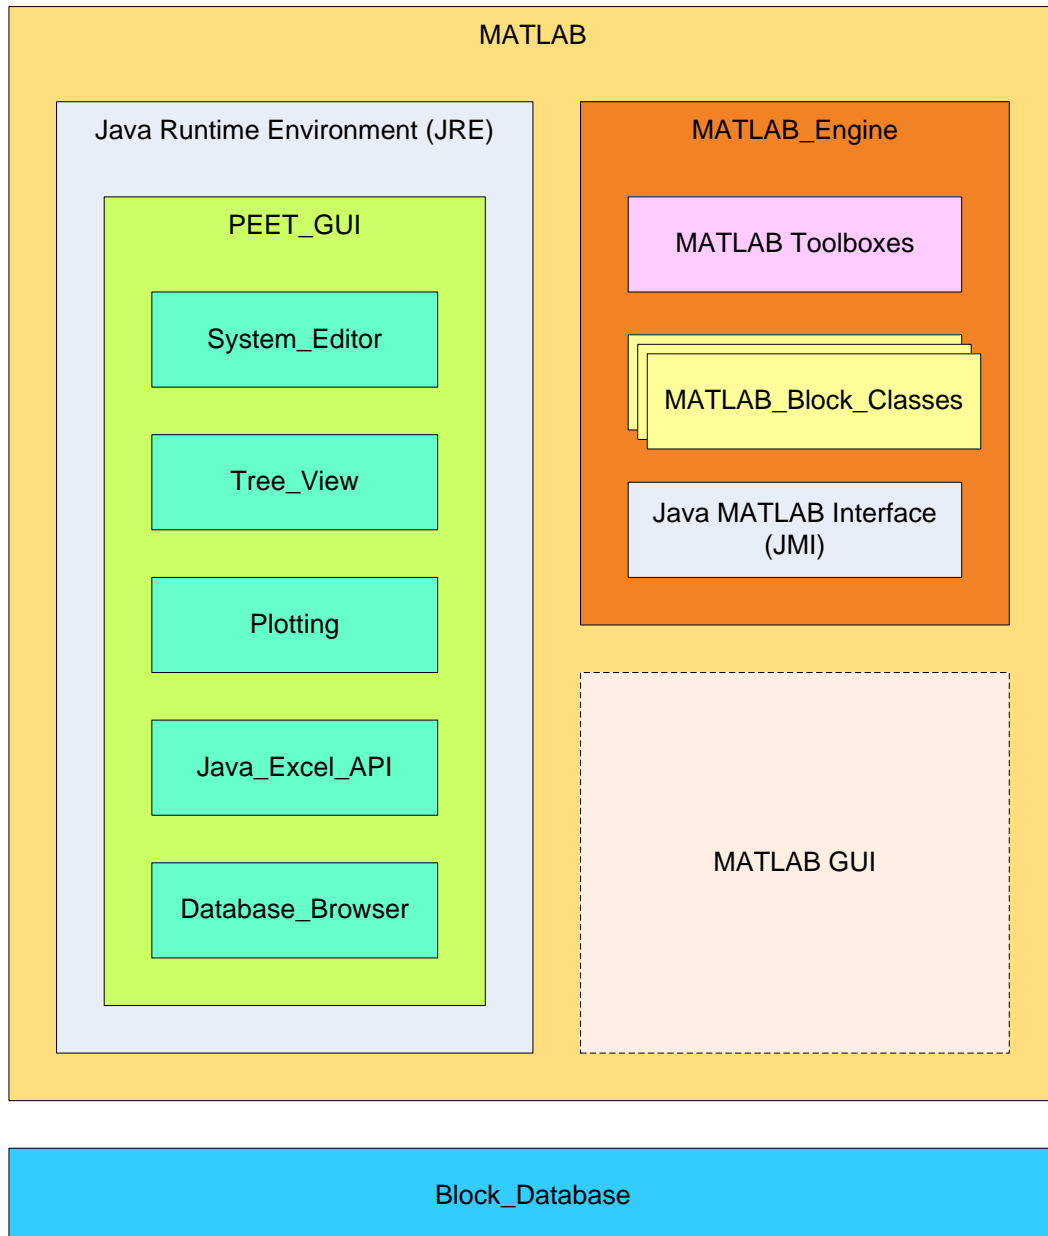 MATLAB
Java Runtime Environment (JRE)
PEET_GUI
System_Editor
Tree_View
Plotting
Java_Excel_API
Database_Browser
MATLAB_Engine
MATLAB Toolboxes
MATLAB_Block_Classes
Java MATLAB Interface
(JMI)
MATLAB GUI
Block_Database